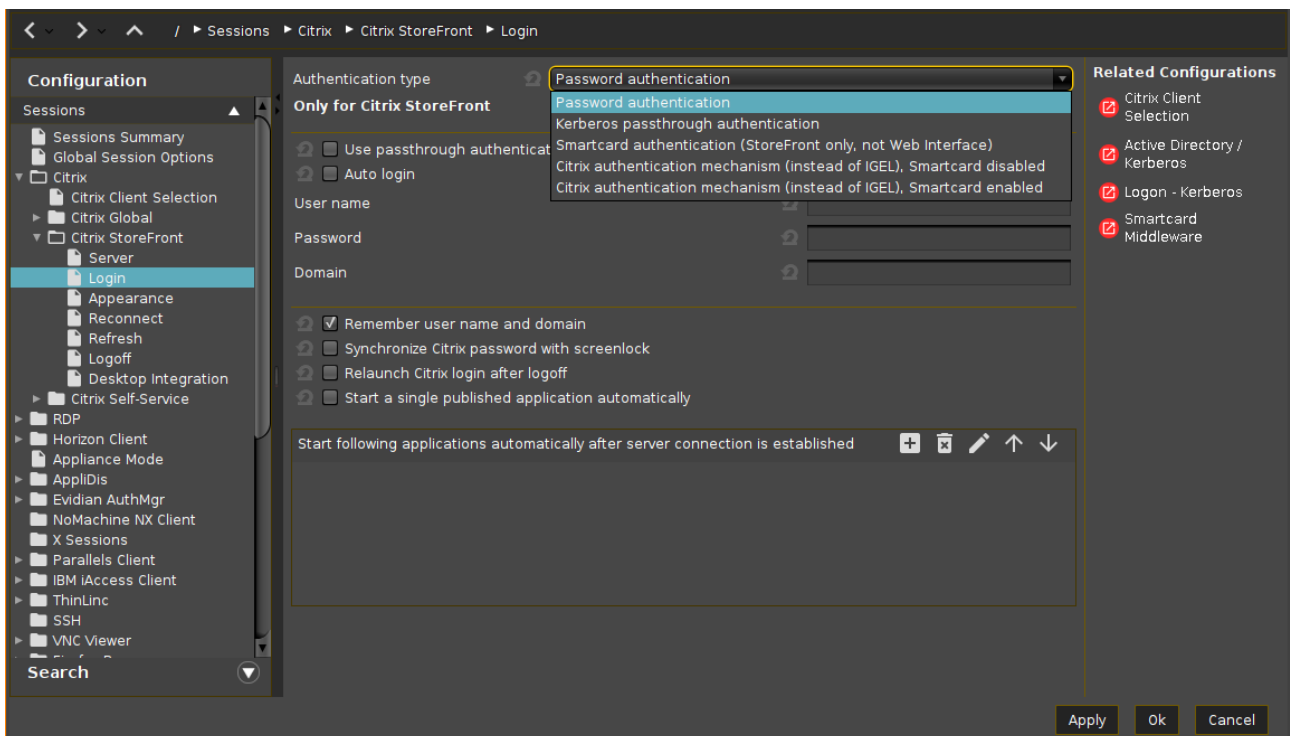 / Sessions Citrix Citrix StoreFront Login
Configuration
Sessions
Sessions Summary
Global Session Options
Citrix
Citrix Client Selection
Citrix Global
Citrix StoreFront
Server
Login
Appearance
Reconnect
Refresh
Logoff
Desktop Integration
Citrix Self-Service
RDP
Horizon Client
Appliance Mode
AppliDis
Evidian AuthMgr
NoMachine NX Client
X Sessions
Parallels Client
IBM iAccess Client
ThinLinc
SSH
VNC Viewer
Search
Authentication type
Password authentication
Only for Citrix StoreFront
Password authentication
Kerberos passthrough authentication
Smartcard authentication (StoreFront only, not Web Interface)
Citrix authentication mechanism (instead of IGEL), Smartcard disabled
Citrix authentication mechanism (instead of IGEL), Smartcard enabled
Use passthrough authenticat
Auto login
User name
Password
Domain
Remember user name and domain
Synchronize Citrix password with screenlock
Relaunch Citrix login after logoff
Start a single published application automatically
Start following applications automatically after server connection is established
Related Configurations
Citrix Client
Selection
Active Directory /
Kerberos
Logon - Kerberos
Smartcard
Middleware
Apply
Ok
Cancel